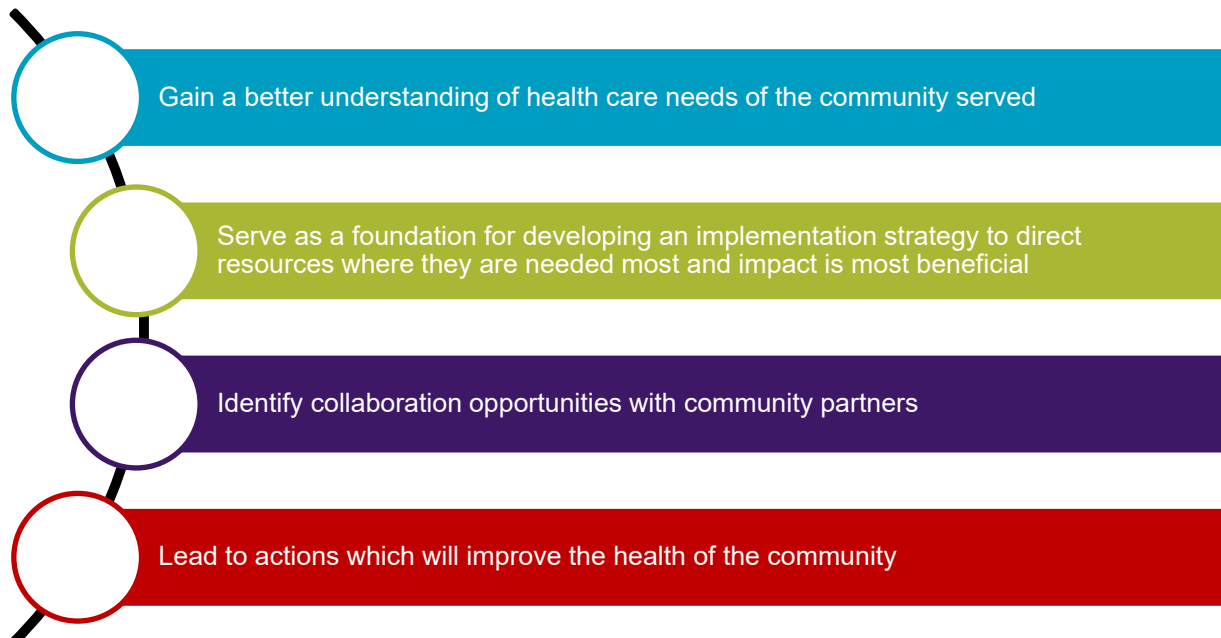 Gain a better understanding of health care needs of the community served
Serve as a foundation for developing an implementation strategy to direct
resources where they are needed most and impact is most beneficial
Identify collaboration opportunities with community partners
Lead to actions which will improve the health of the community